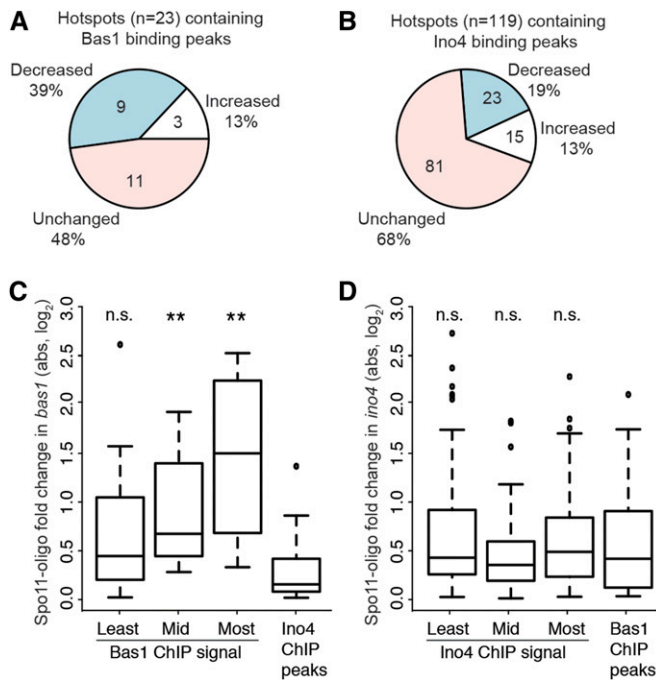 A
Hotspots (n=23) containing
Bas1 binding peaks
Decreased
39%
9
Increased
13%
3
11
Unchanged
48%
B
Hotspots (n=119) containing
Ino4 binding peaks
Decreased
19%
23
Increased
13%
15
81
Unchanged
68%
C
Spo11-oligo fold change in bas1 (abs, log2)
3.0
2.5
2.0
1.5
1.0
0.5
0.0
n.s. ** **
Least Mid Most
Bas1 ChIP signal
Ino4
ChIP
peaks
D
Spo11-oligo fold change in ino4 (abs, log2)
3.0
2.5
2.0
1.5
1.0
0.5
0.0
n.s. n.s. n.s.
Least Mid Most
Ino4 ChIP signal
Bas1
ChIP
peaks